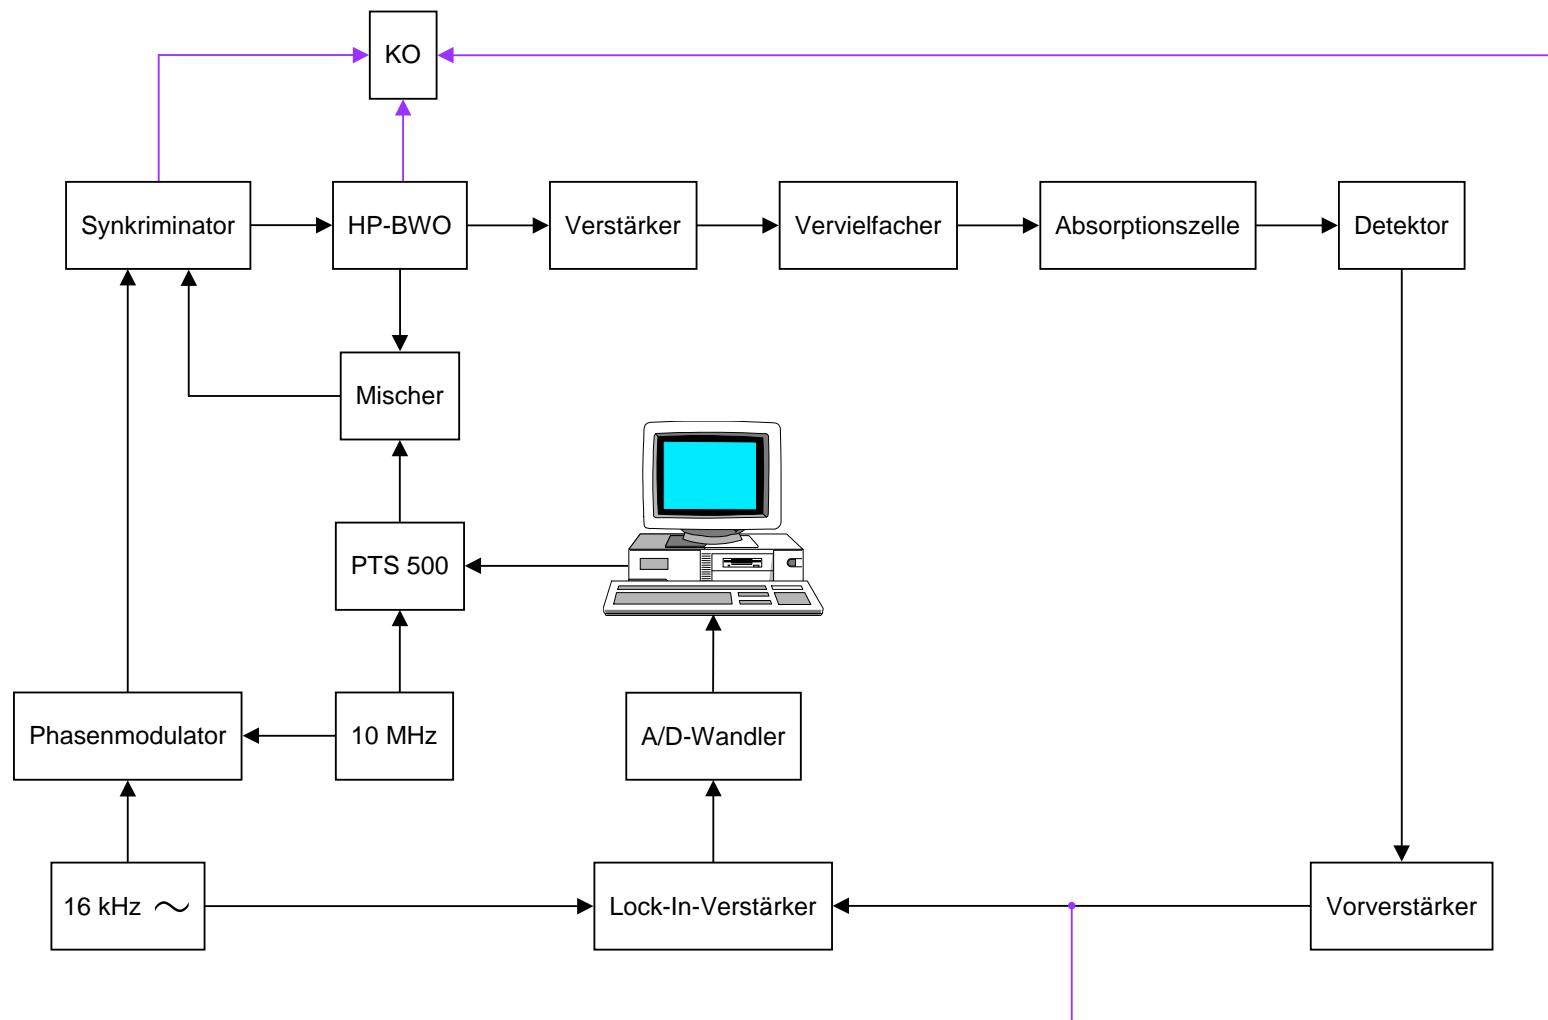 KO
Synkriminator
HP-BWO
Verstärker
Vervielfacher
Absorptionszelle
Detektor
Mischer
PTS 500
Phasenmodulator
10 MHz
A/D-Wandler
16 kHz ～
Lock-In-Verstärker
Vorverstärker